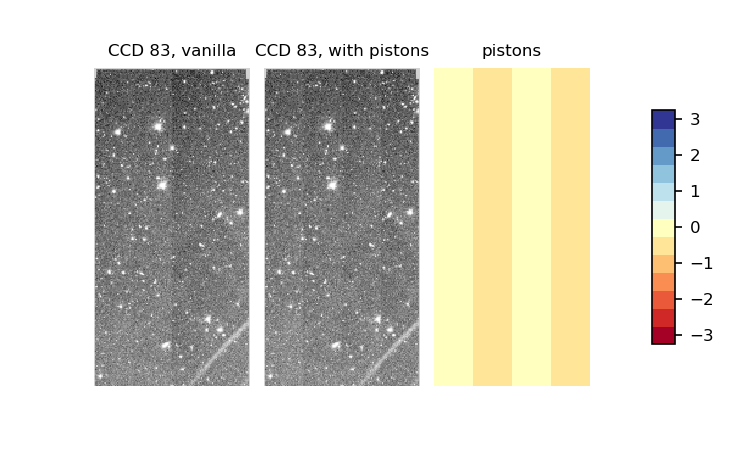 CCD 83, vanilla
CCD 83, with pistons
pistons
3
2
1
0
−1
−2
−3